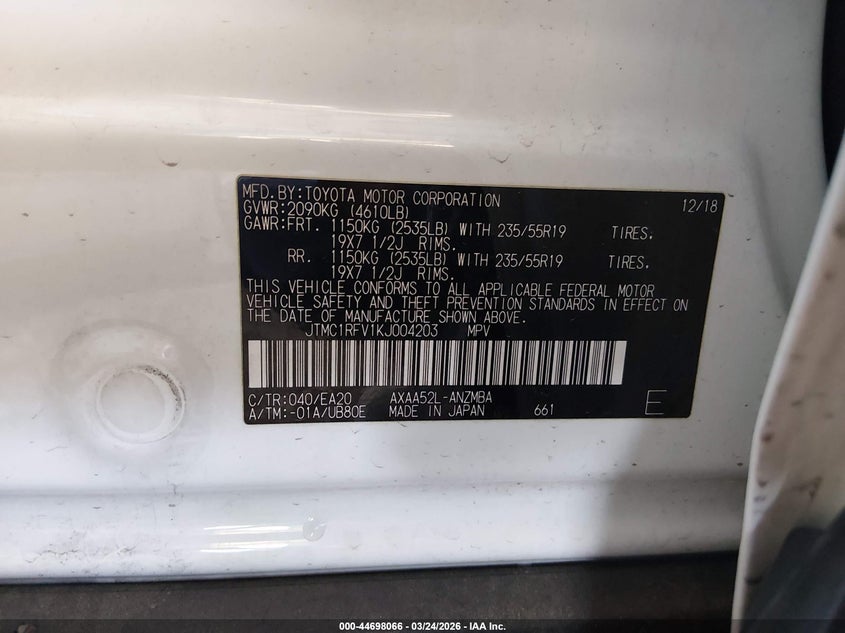 MFD.BY:TOYOTA MOTOR CORPORATION 12/18
GVWR:2090KG (4610LB)
GAWR:FRT. 1150KG (2535LB) WITH 235/55R19 TIRES.
19X7 1/2J RIMS.
RR. 1150KG (2535LB) WITH 235/55R19 TIRES.
19X7 1/2J RIMS.
THIS VEHICLE CONFORMS TO ALL APPLICABLE FEDERAL MOTOR
VEHICLE SAFETY AND THEFT PREVENTION STANDARDS IN EFFECT ON
THE DATE OF MANUFACTURE SHOWN ABOVE.
JTMC1RFV1KJ004203 MPV
C/TR:040/EA20 AXAA52L-ANZMBA
A/TM:-01A/UB80E MADE IN JAPAN 661 E
000-44698066 - 03/24/2026 - IAA Inc.